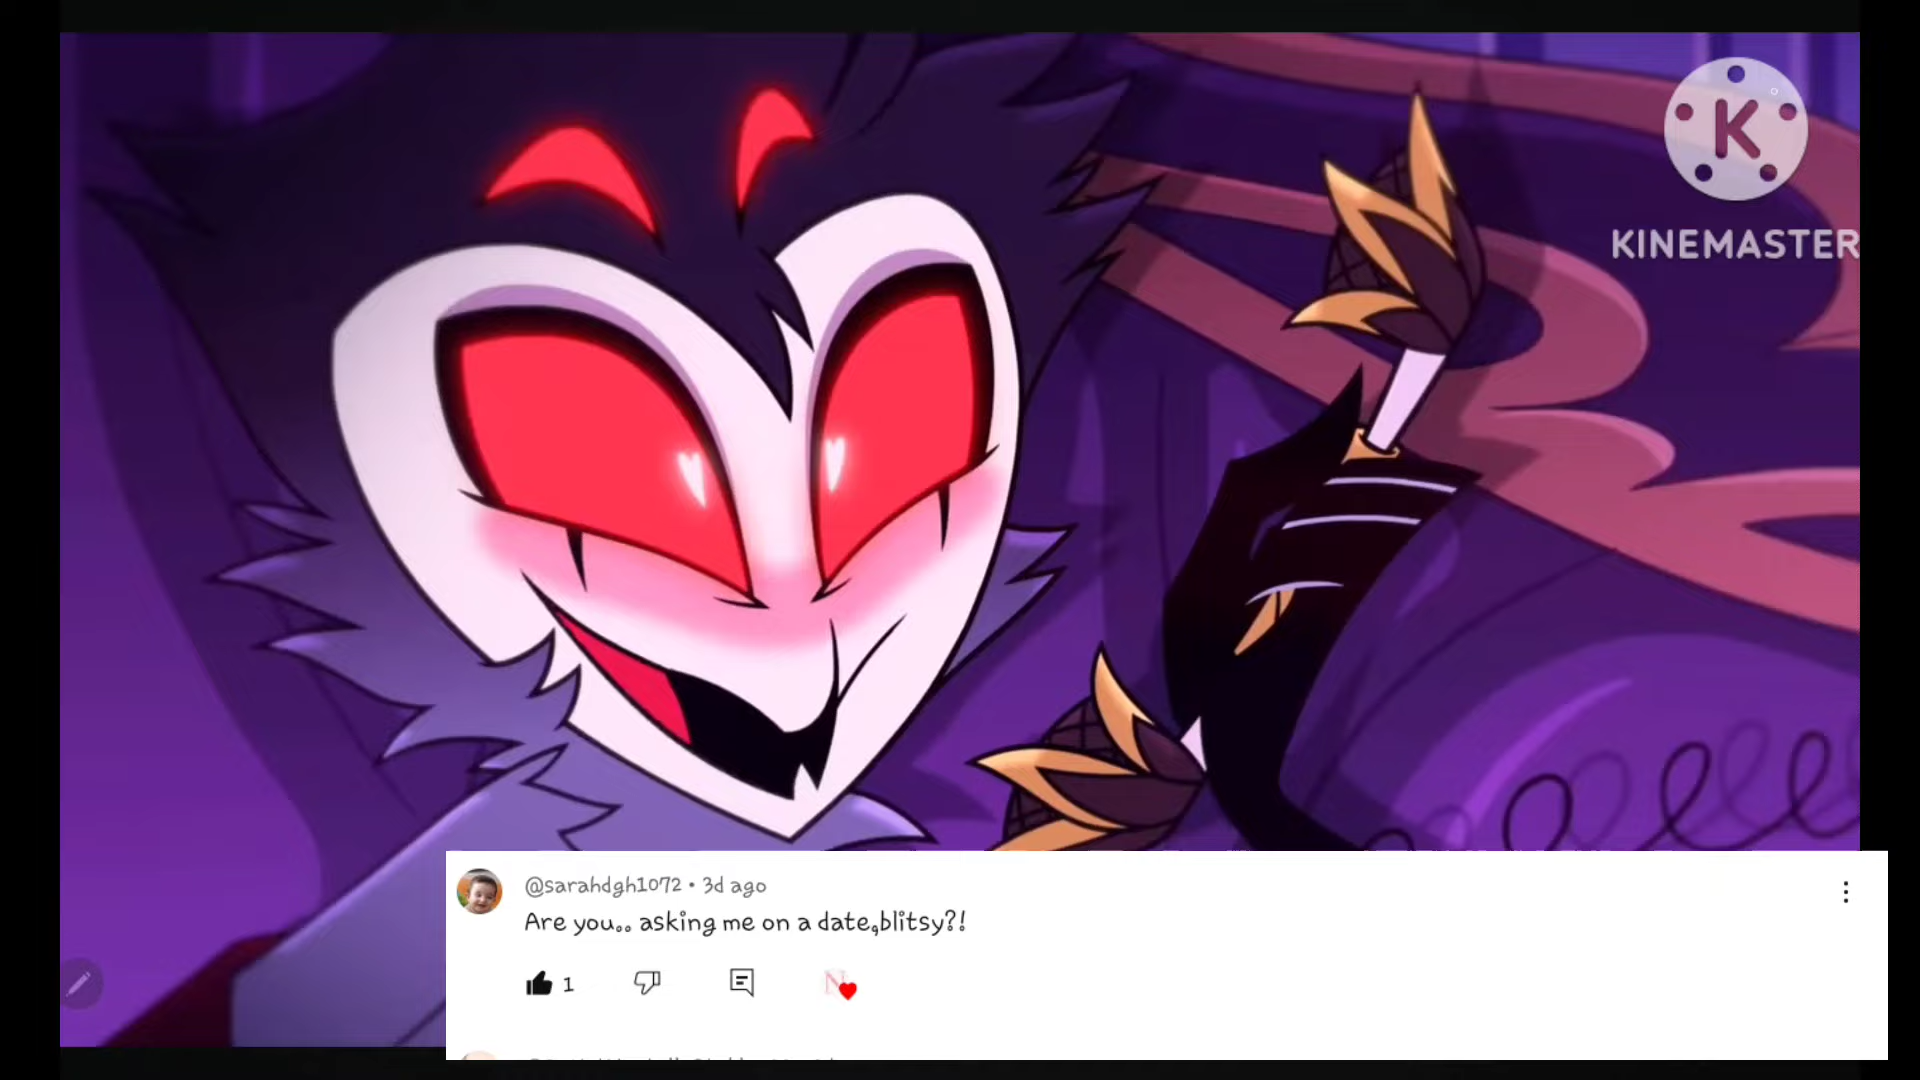 K
KINEMASTER
@sarahdgh1072 • 3d ago
Are you.. asking me on a date,blitsy?!
1
N